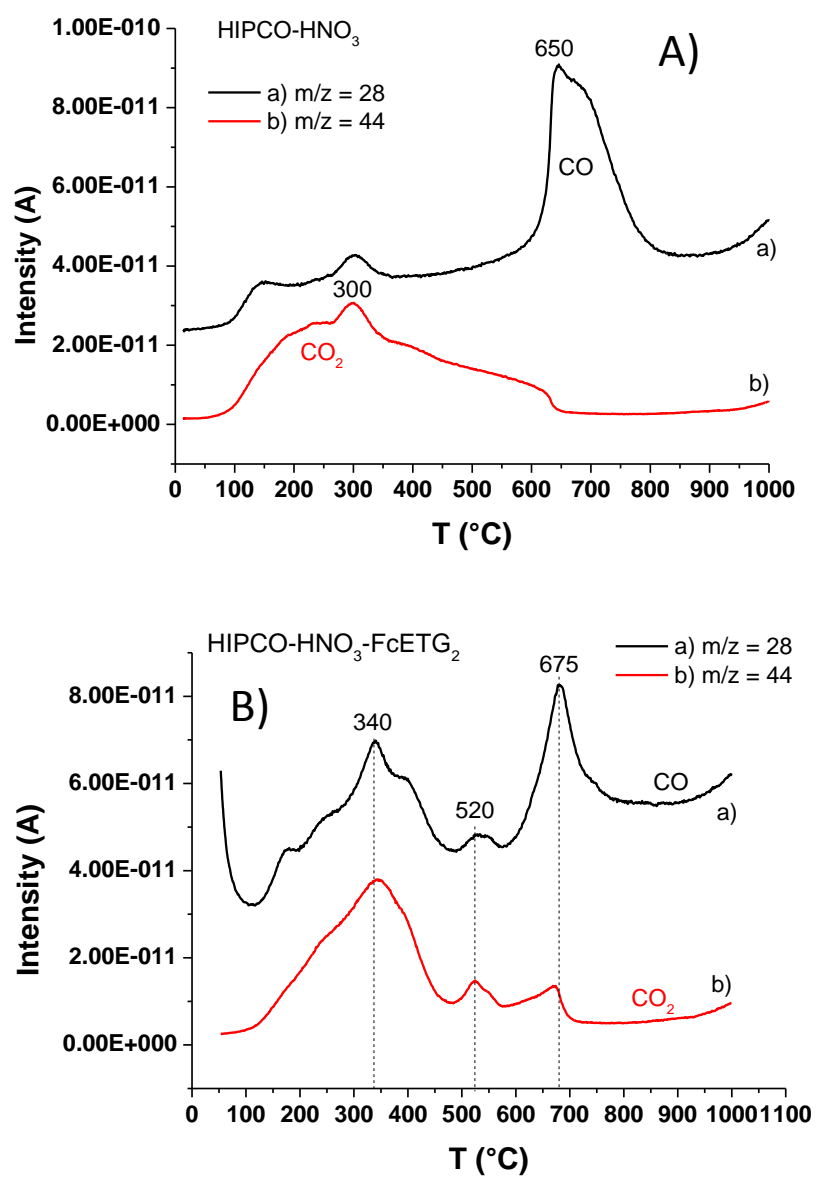 HIPCO-HNO₃
A)
a) m/z = 28
b) m/z = 44
650
CO
300
CO₂
a)
b)
1.00E-010
8.00E-011
6.00E-011
4.00E-011
2.00E-011
0.00E+000
Intensity (A)
0 100 200 300 400 500 600 700 800 900 1000
T (°C)
HIPCO-HNO₃-FcETG₂
B)
a) m/z = 28
b) m/z = 44
675
340
520
CO
a)
CO₂
b)
8.00E-011
6.00E-011
4.00E-011
2.00E-011
0.00E+000
Intensity (A)
0 100 200 300 400 500 600 700 800 900 1000 1100
T (°C)